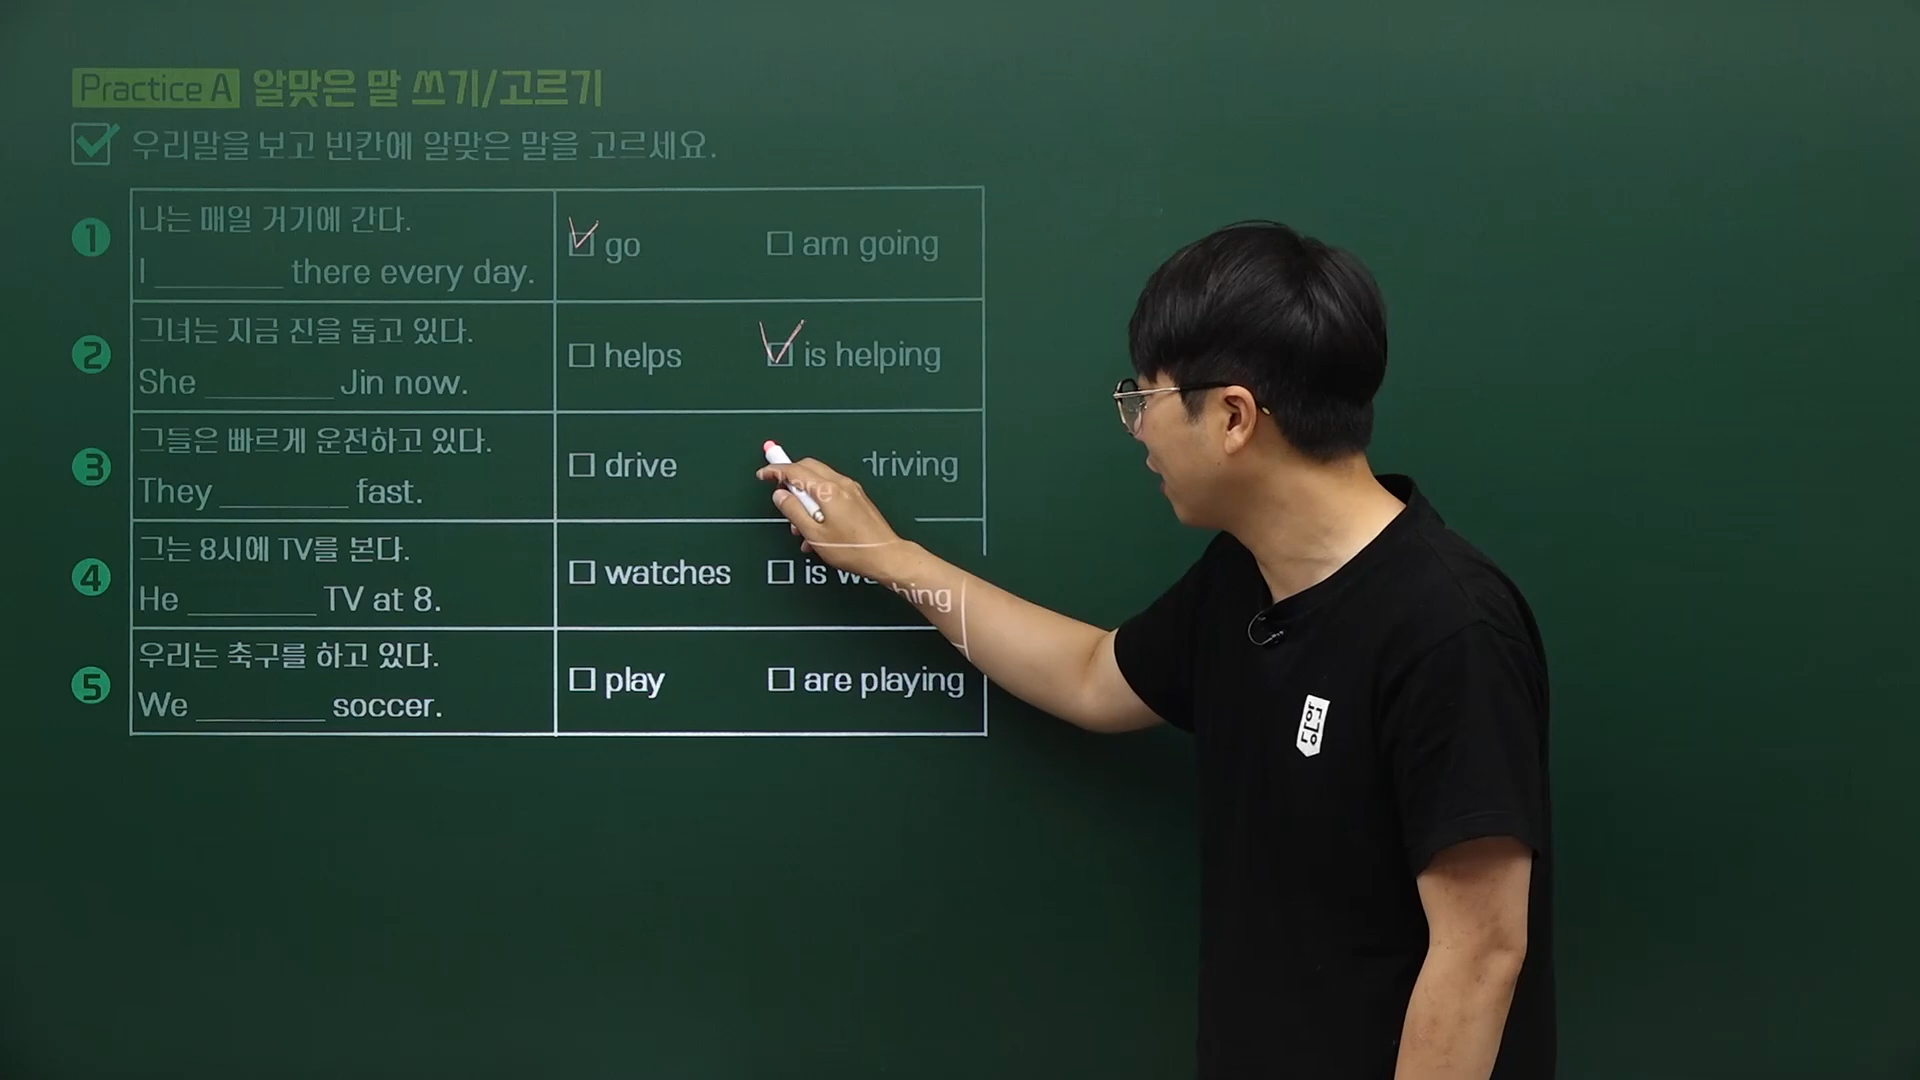 Practice A 알맞은 말 쓰기/고르기
우리말을 보고 빈칸에 알맞은 말을 고르세요.
1 나는 매일 거기에 간다.
I ________ there every day.
go am going
2 그녀는 지금 진을 돕고 있다.
She ________ Jin now.
helps is helping
3 그들은 빠르게 운전하고 있다.
They ________ fast.
drive are driving
4 그는 8시에 TV를 본다.
He ________ TV at 8.
watches is
5 우리는 축구를 하고 있다.
We ________ soccer.
play are playing